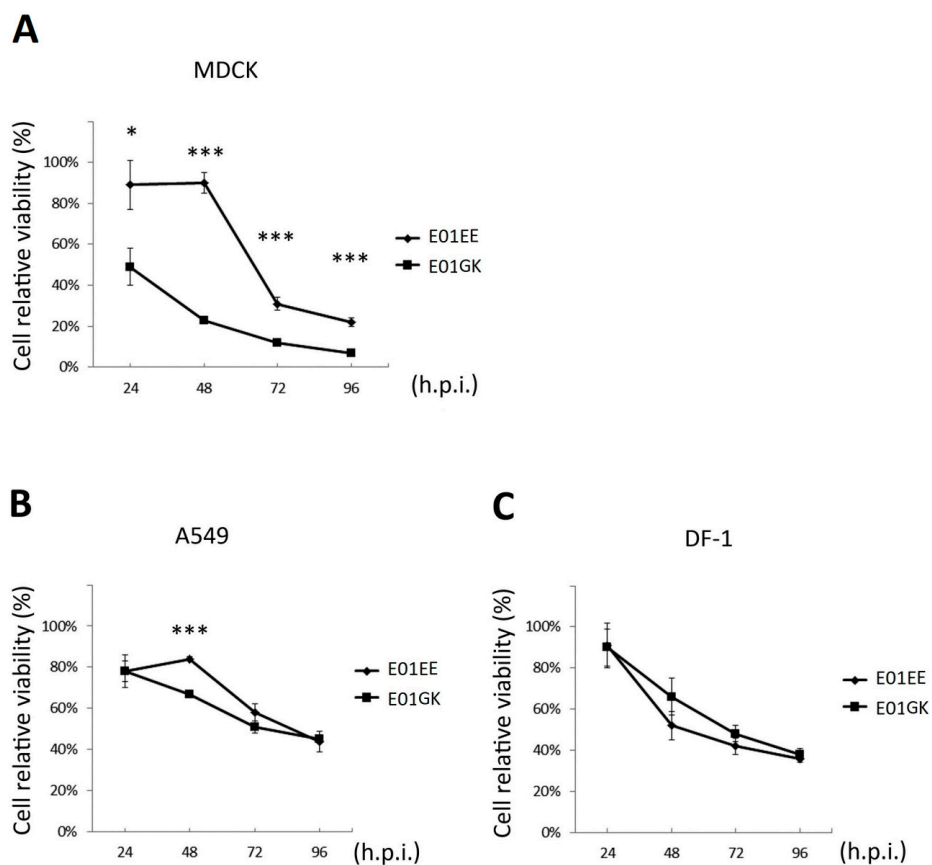 A
MDCK
Cell relative viability (%)
100%
80%
60%
40%
20%
0%
*
***
***
***
E01EE
E01GK
24 48 72 96 (h.p.i.)
B
A549
Cell relative viability (%)
100%
80%
60%
40%
20%
0%
***
E01EE
E01GK
24 48 72 96 (h.p.i.)
C
DF-1
Cell relative viability (%)
100%
80%
60%
40%
20%
0%
E01EE
E01GK
24 48 72 96 (h.p.i.)